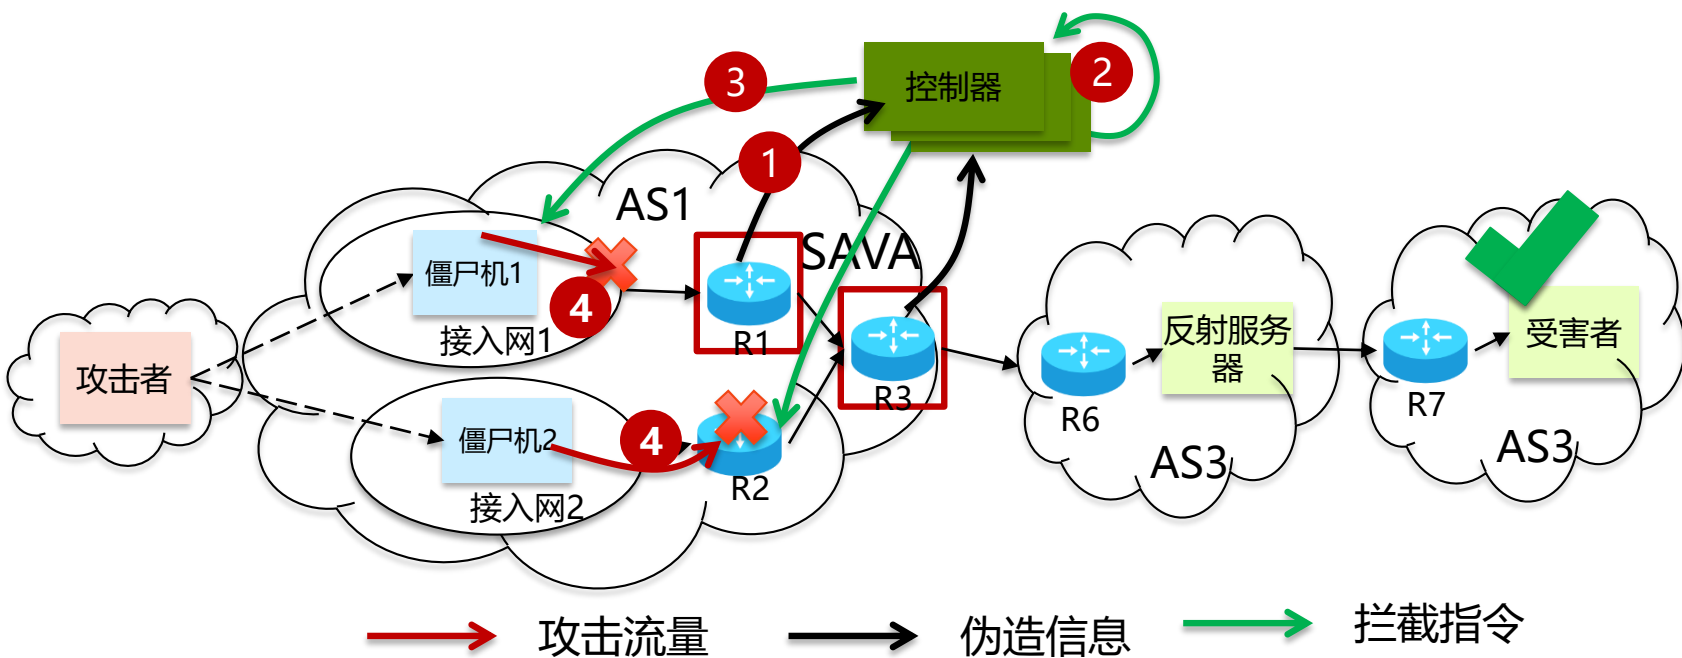 控制器
2
3
1
AS1
SAVA
僵尸机1
4
接入网1
R1
攻击者
R3
僵尸机2
4
接入网2
R2
反射服务
器
R6
AS3
受害者
R7
AS3
攻击流量
伪造信息
拦截指令